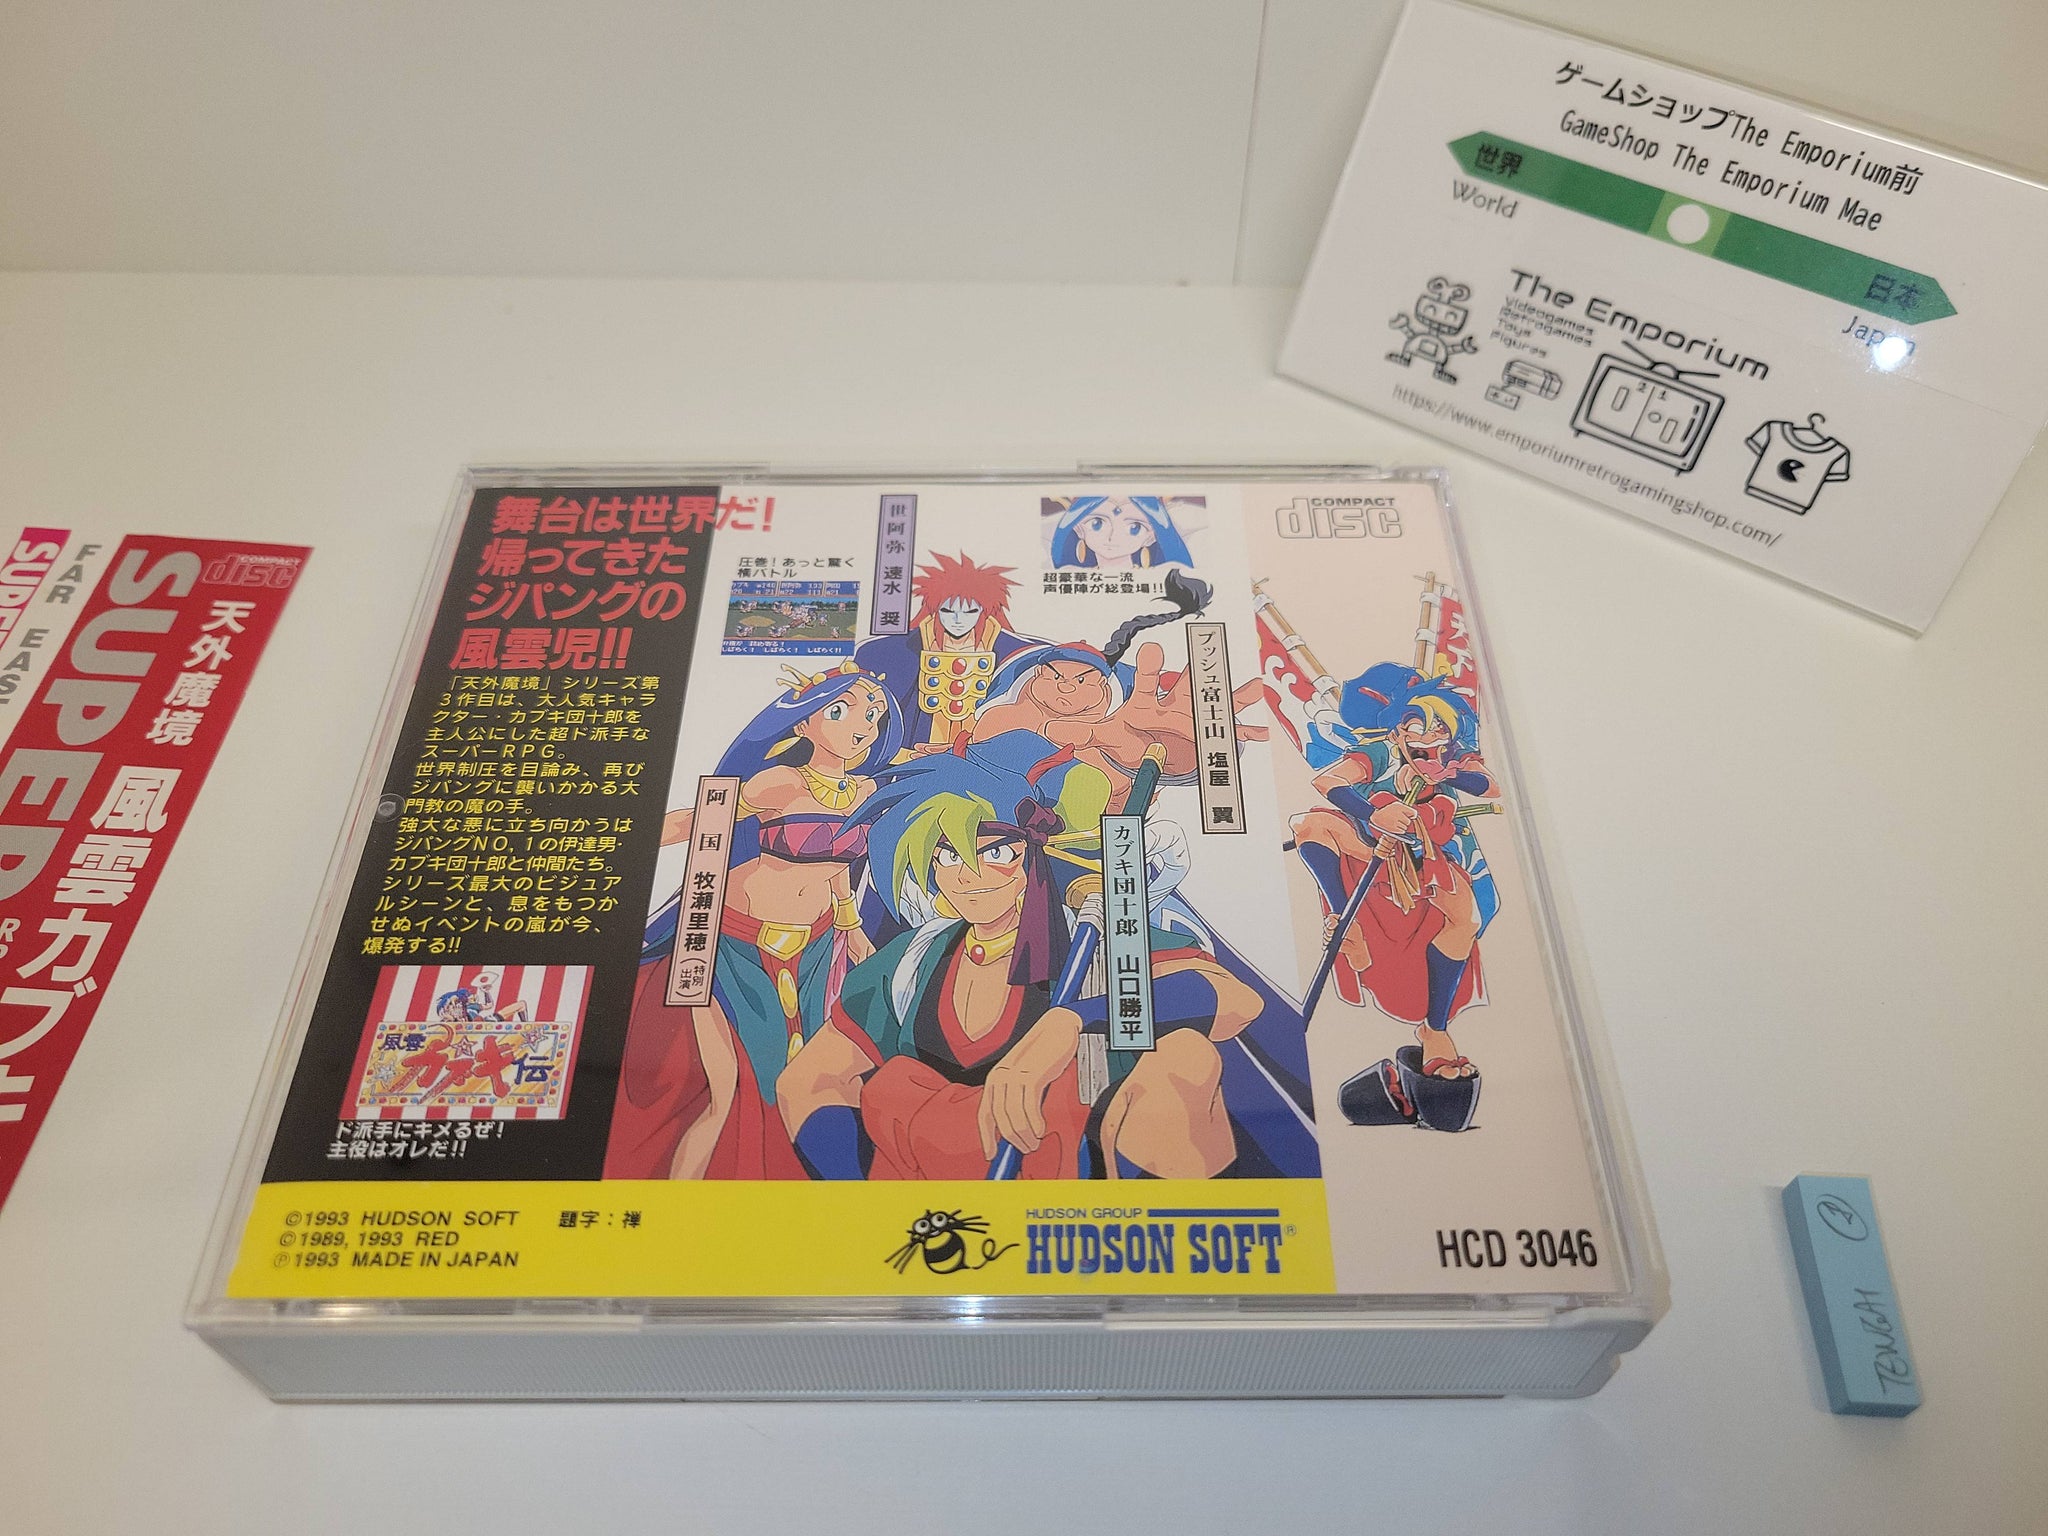 ゲームショップThe Emporium前
GameShop The Emporium Mae
世界
World
日本
Japan
The Emporium
Videogames
Retrogames
Toys
Figures
https://www.emporiumretrogamingshop.com/
FAR EAS
COMPACT
disc
天外魔境 風雲カブキ
SUPER
舞台は世界だ!
帰ってきた
ジパングの
風雲児!!
「天外魔境」シリーズ第
3作目は、大人気キャラ
クター・カブキ団十郎を
主人公にした超ド派手な
スーパーRPG。
世界制圧を目論み、再び
ジパングに襲いかかる大
門教の魔の手。
強大な悪に立ち向かうは
ジパングNO,1の伊達男・
カブキ団十郎と仲間たち。
シリーズ最大のビジュア
ルシーンと、息をもつか
せぬイベントの嵐が今、
爆発する!!
風雲カブキ伝
ド派手にキメるぜ!
主役はオレだ!!
圧巻!あっと驚く
横バトル
世阿弥 速水 奨
超豪華な一流
声優陣が総登場!!
プッシュ富士山 塩屋 翼
阿国 牧瀬里穂(特別出演)
カブキ団十郎 山口勝平
COMPACT
disc
©1993 HUDSON SOFT 題字:禅
©1989, 1993 RED
℗1993 MADE IN JAPAN
HUDSON GROUP
HUDSON SOFT®
HCD 3046
TENGAI